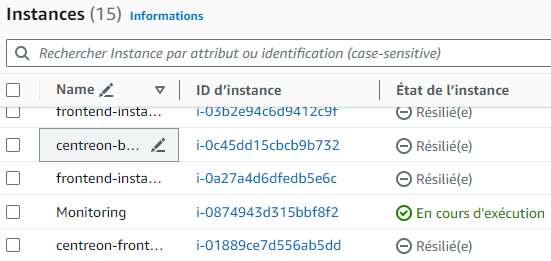 Instances (15) Informations
Rechercher Instance par attribut ou identification (case-sensitive)
Name ID d'instance État de l'instance
frontend-insta... i-03b2e94c6d9412c9f Résilié(e)
centreon-b... i-0c45dd15cbcb9b732 Résilié(e)
frontend-insta... i-0a27a4d6dfedb5e6c Résilié(e)
Monitoring i-0874943d315bbf8f2 En cours d'exécution
centreon-front... i-01889ce7d556ab5dd Résilié(e)